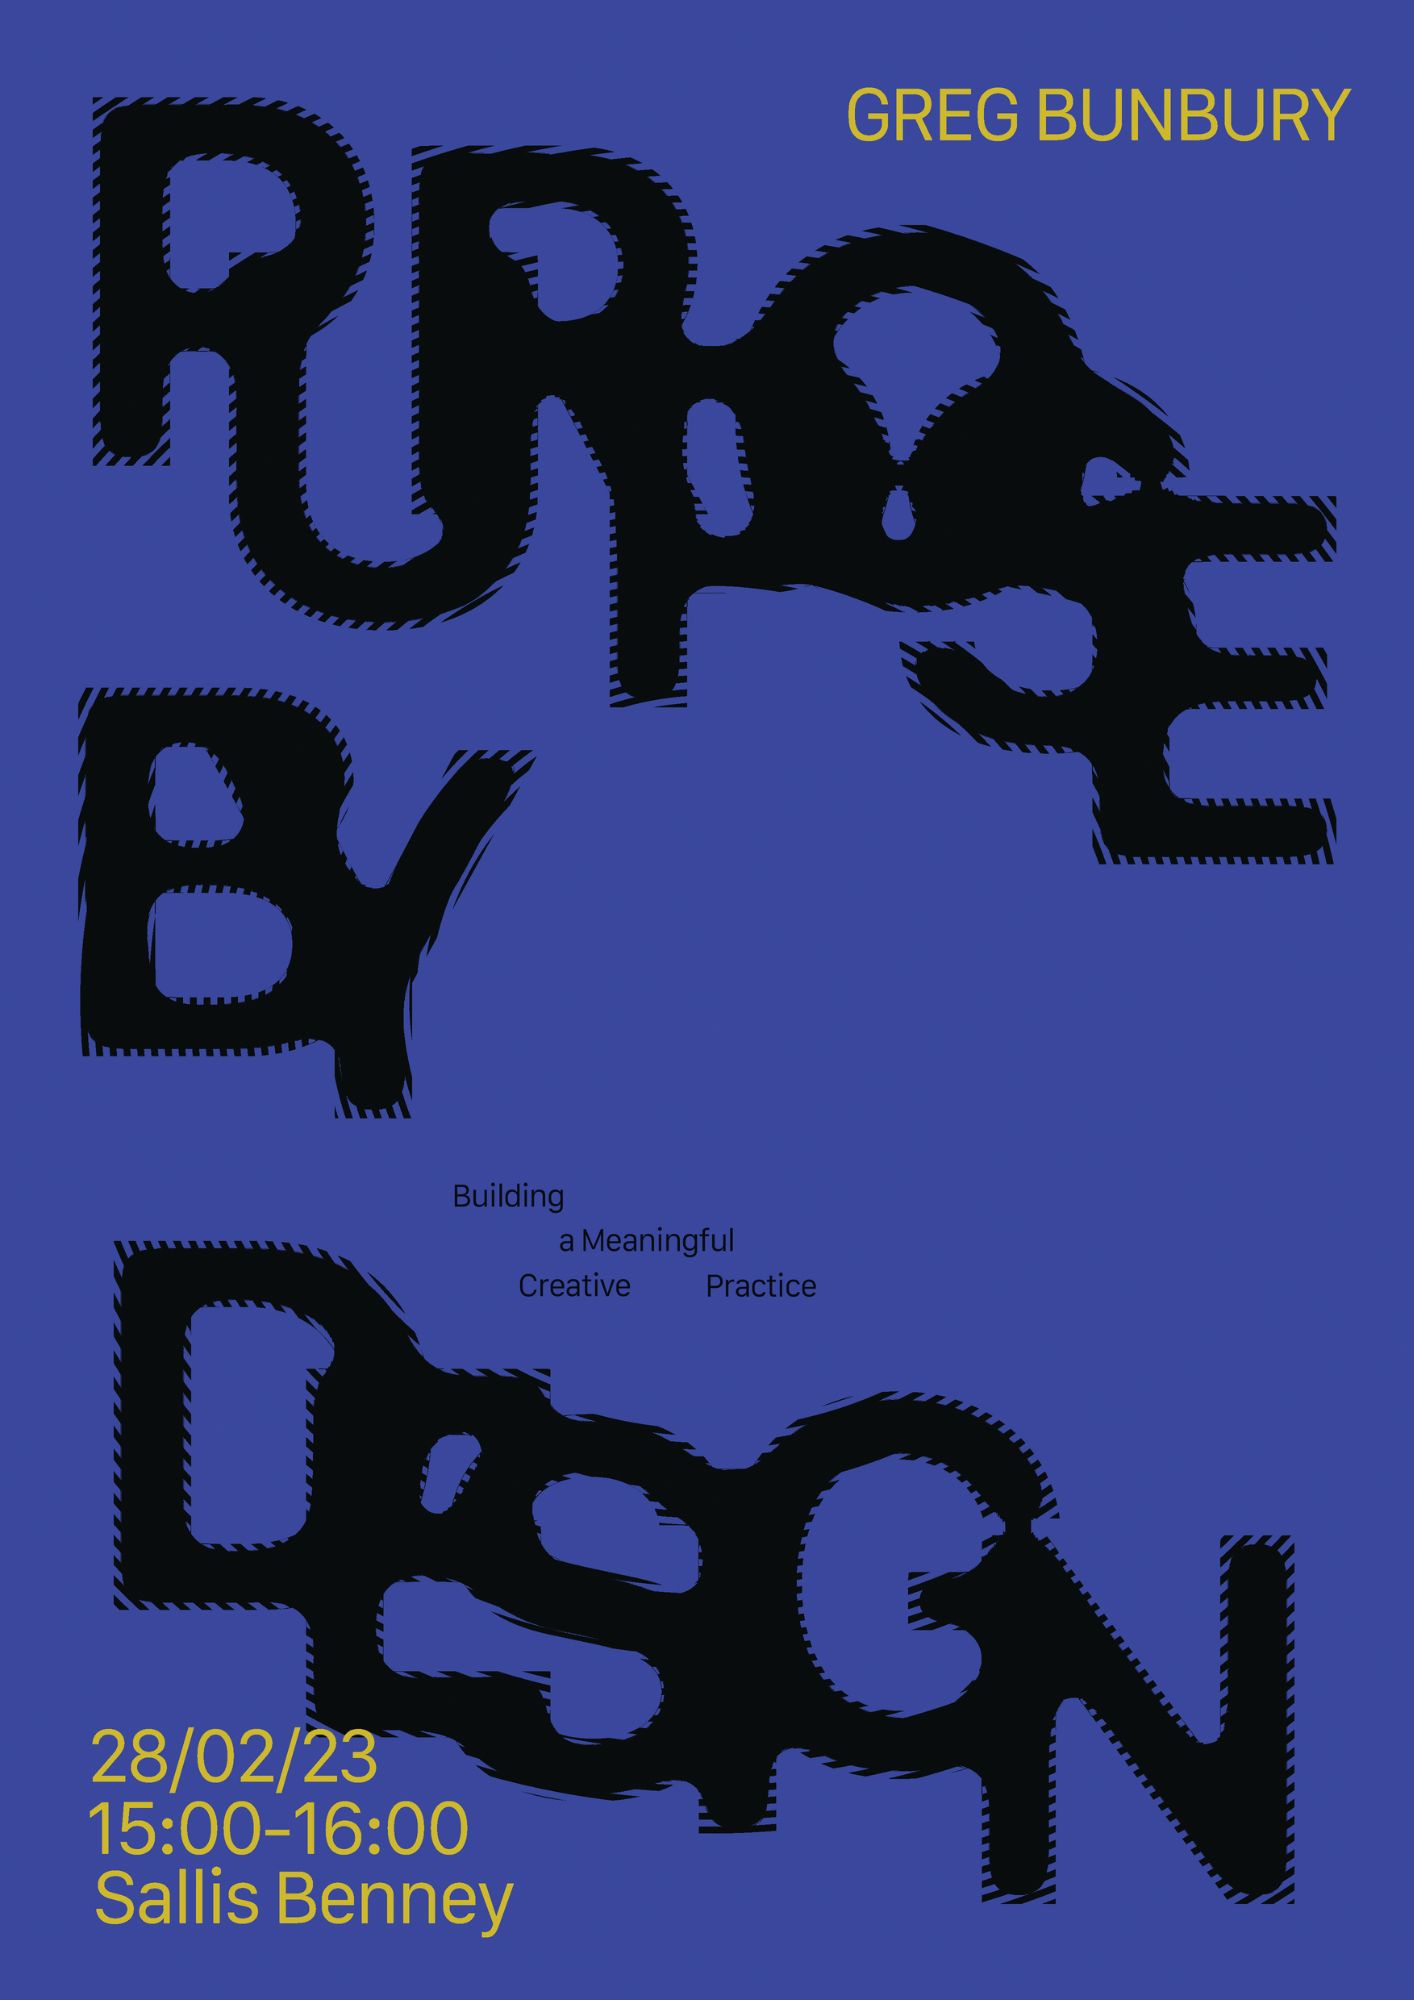 GREG BUNBURY
PURPOSE
BY
Building
a Meaningful
Creative Practice
DESIGN
28/02/23
15:00-16:00
Sallis Benney